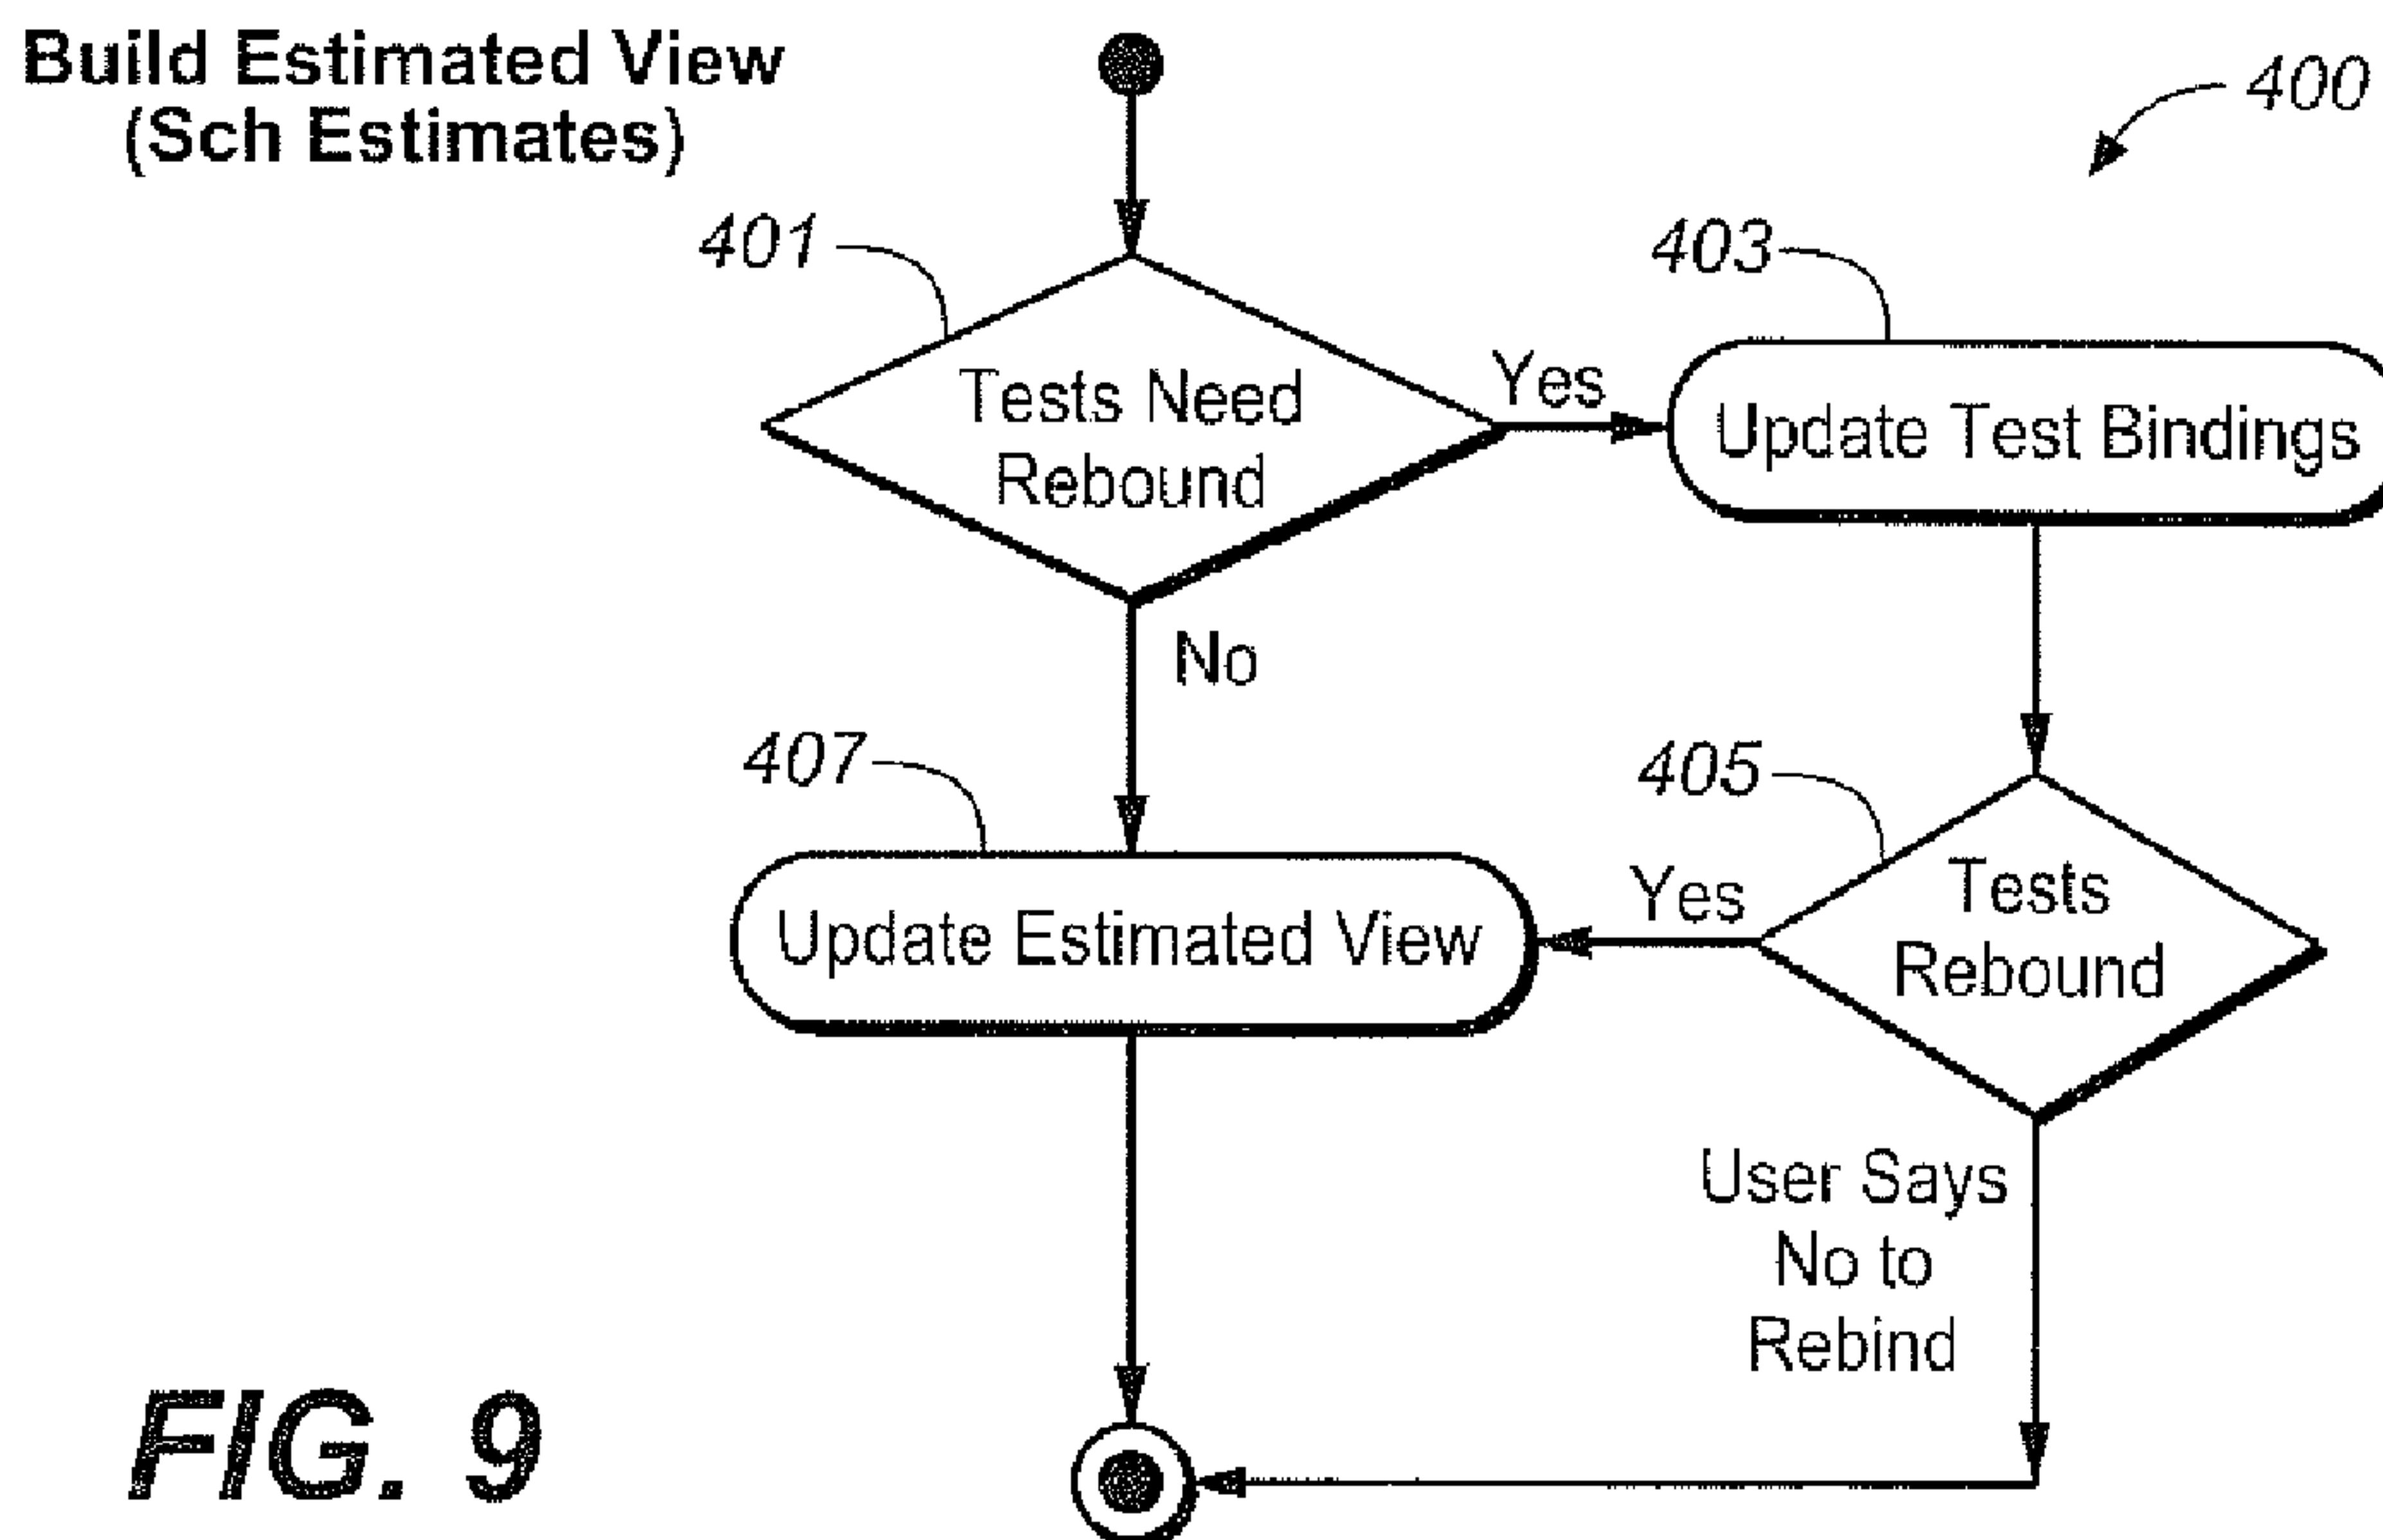 Build Estimated View
(Sch Estimates)
400
401
403
Tests Need
Rebound
Yes
Update Test Bindings
No
407
405
Update Estimated View
Yes
Tests
Rebound
User Says
No to
Rebind
FIG. 9